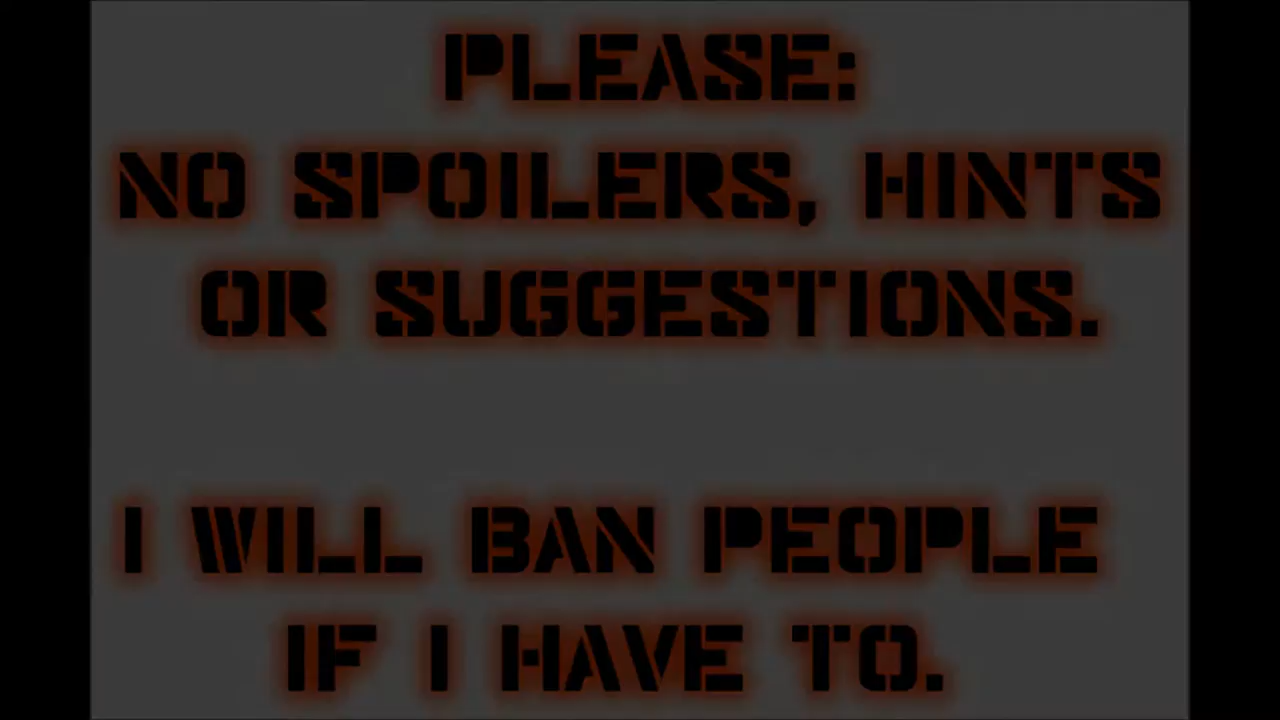 PLEASE:
NO SPOILERS, HINTS
OR SUGGESTIONS.
I WILL BAN PEOPLE
IF I HAVE TO.